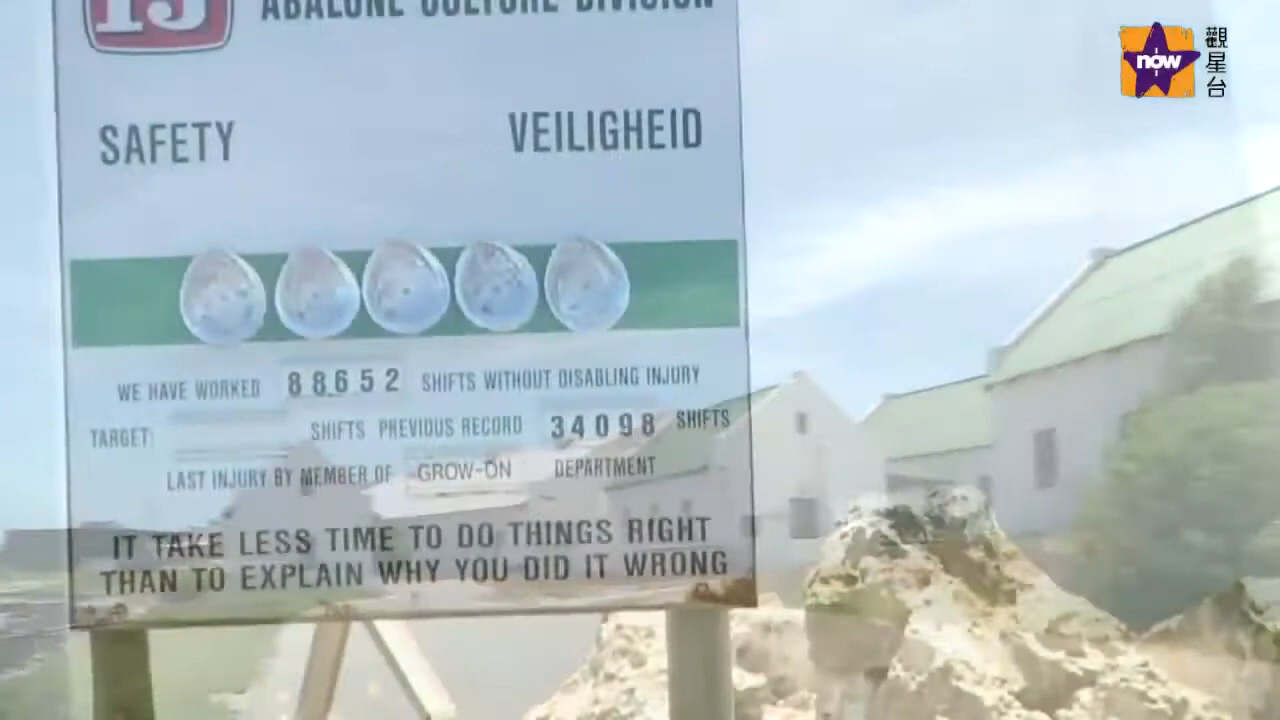 ABALONE CULTURE DIVISION
now
觀星台
SAFETY VEILIGHEID
WE HAVE WORKED 88652 SHIFTS WITHOUT DISABLING INJURY
TARGET: SHIFTS PREVIOUS RECORD 34098 SHIFTS
LAST INJURY BY MEMBER OF GROW-ON DEPARTMENT
IT TAKE LESS TIME TO DO THINGS RIGHT
THAN TO EXPLAIN WHY YOU DID IT WRONG